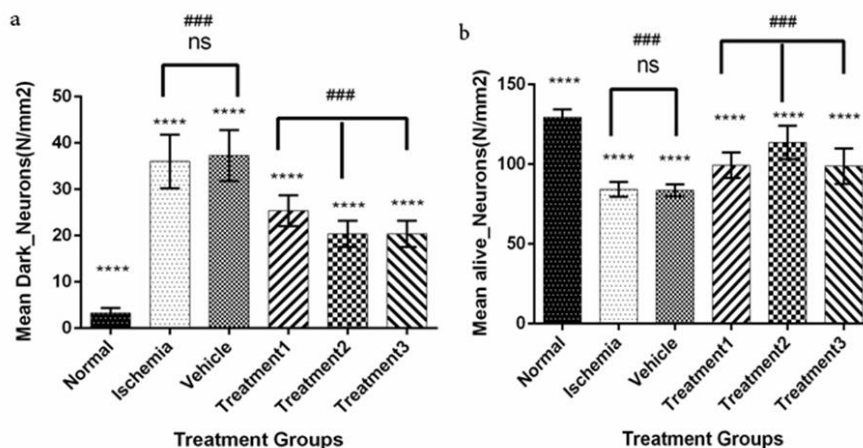 a
###
ns
Mean Dark_Neurons(N/mm2)
50
40
30
20
10
0
****
****
****
###
****
****
****
Normal
Ischemia
Vehicle
Treatment1
Treatment2
Treatment3
Treatment Groups
b
###
ns
###
Mean alive_Neurons(N/mm2)
150
100
50
0
****
****
****
****
****
****
Normal
Ischemia
Vehicle
Treatment1
Treatment2
Treatment3
Treatment Groups